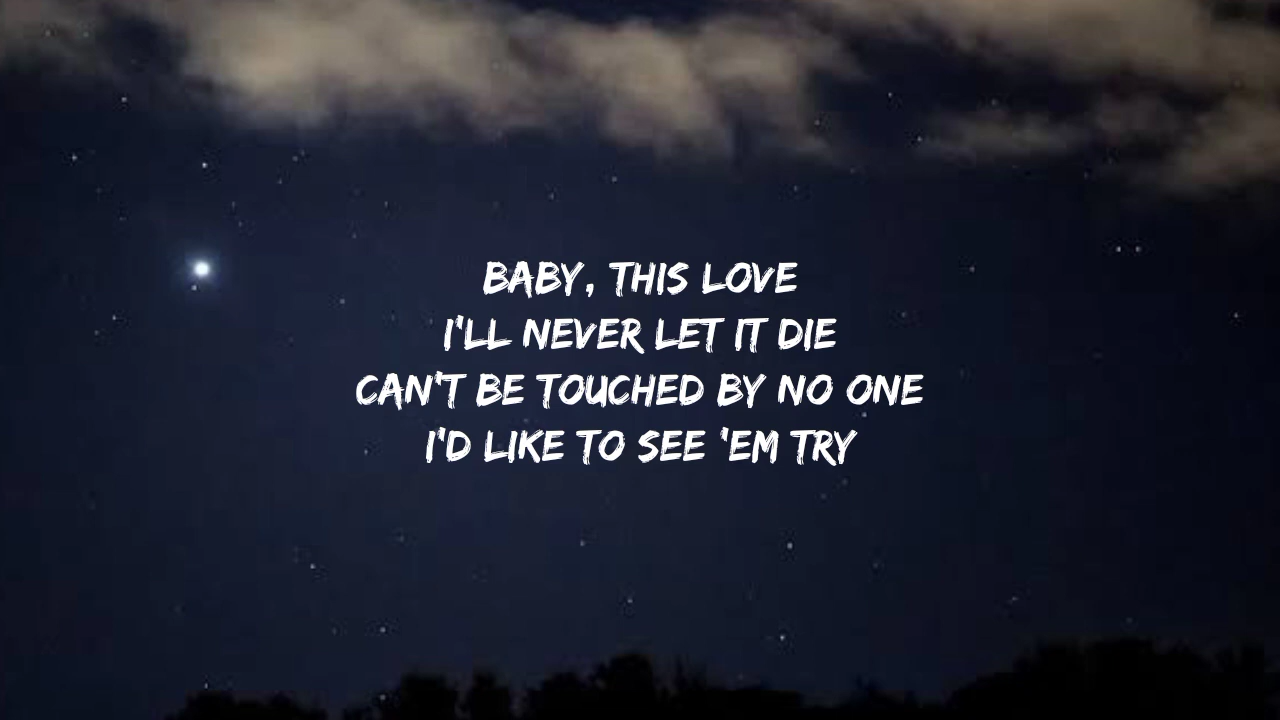 BABY, THIS LOVE
I'LL NEVER LET IT DIE
CAN'T BE TOUCHED BY NO ONE
I'D LIKE TO SEE 'EM TRY